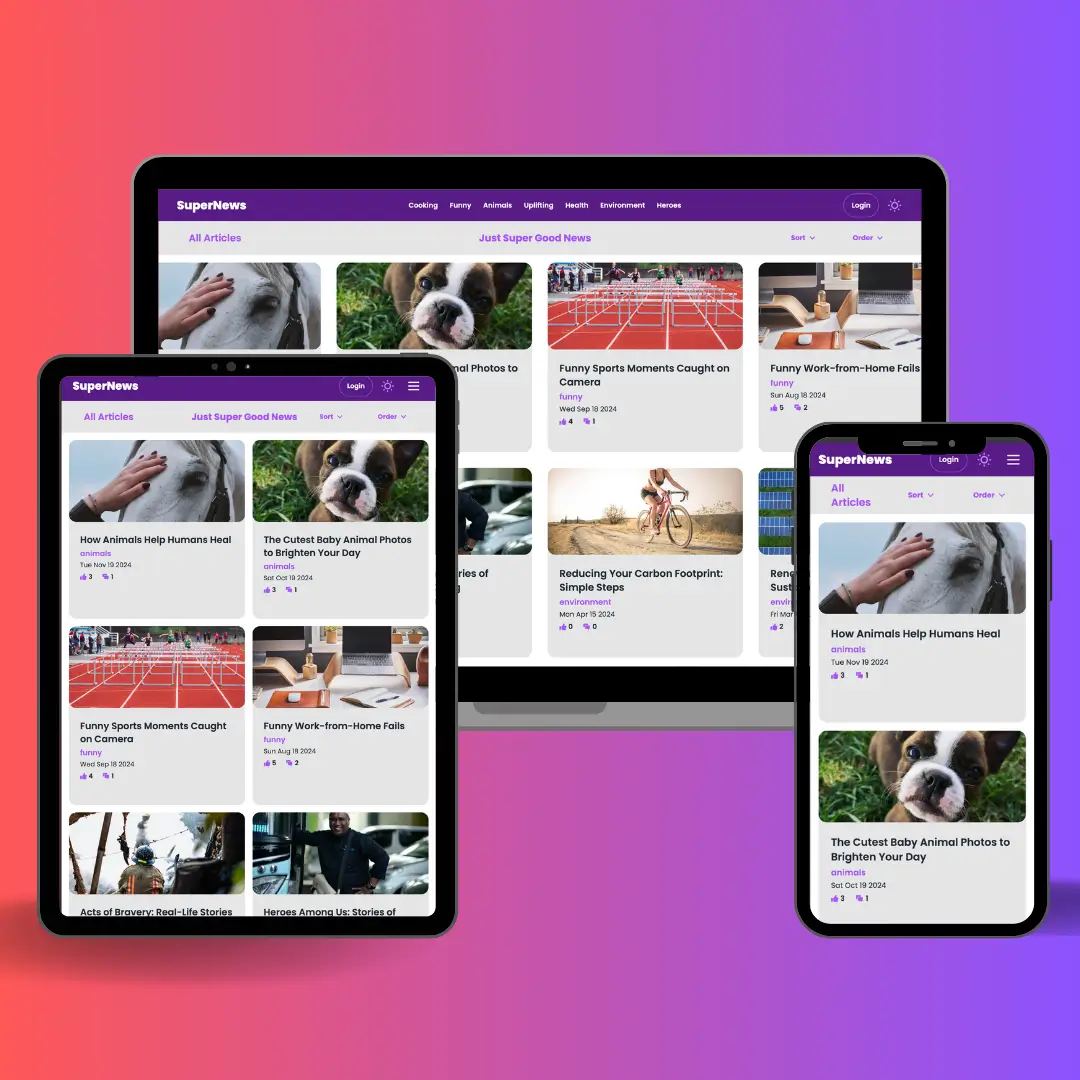 SuperNews
Cooking Funny Animals Uplifting Health Environment Heroes
Login
All Articles
Just Super Good News
Sort
Order
nal Photos to
Funny Sports Moments Caught on
Camera
funny
Wed Sep 18 2024
4 1
Funny Work-from-Home Fails
funny
Sun Aug 18 2024
5 2
ries of
Reducing Your Carbon Footprint:
Simple Steps
environment
Mon Apr 15 2024
0 0
Rene
Sust
envir
Fri Mar
2
SuperNews
Login
All Articles
Just Super Good News
Sort
Order
How Animals Help Humans Heal
animals
Tue Nov 19 2024
3 1
The Cutest Baby Animal Photos
to Brighten Your Day
animals
Sat Oct 19 2024
3 1
Funny Sports Moments Caught
on Camera
funny
Wed Sep 18 2024
4 1
Funny Work-from-Home Fails
funny
Sun Aug 18 2024
5 2
Acts of Bravery: Real-Life Stories
Heroes Among Us: Stories of
SuperNews
Login
All
Articles
Sort
Order
How Animals Help Humans Heal
animals
Tue Nov 19 2024
3 1
The Cutest Baby Animal Photos to
Brighten Your Day
animals
Sat Oct 19 2024
3 1